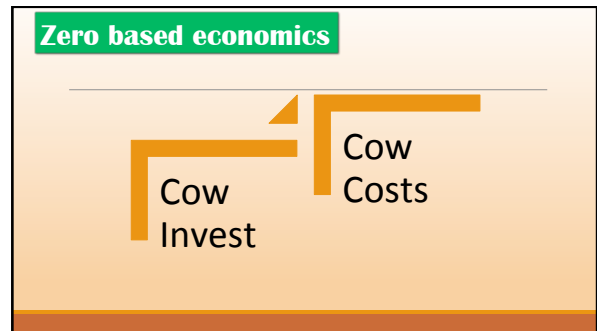 Zero based economics
Cow
Invest
Cow
Costs